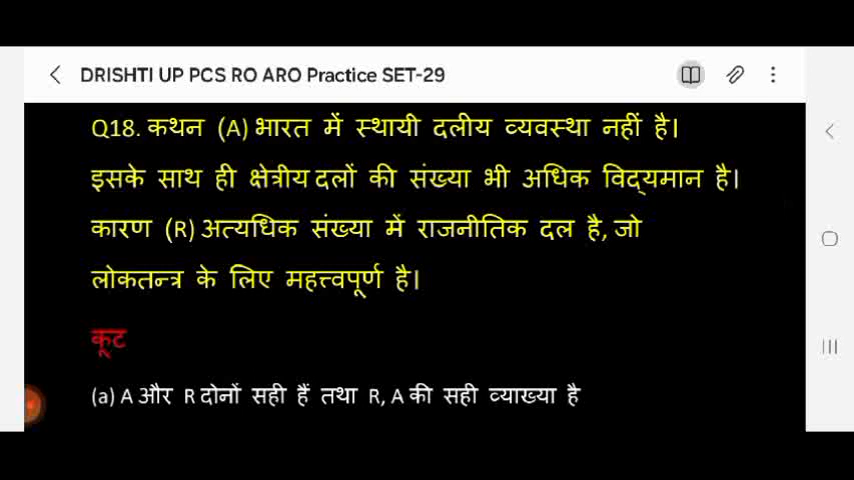 DRISHTI UP PCS RO ARO Practice SET-29
Q18. कथन (A) भारत में स्थायी दलीय व्यवस्था नहीं है।
इसके साथ ही क्षेत्रीय दलों की संख्या भी अधिक विद्यमान है।
कारण (R) अत्यधिक संख्या में राजनीतिक दल है, जो
लोकतन्त्र के लिए महत्त्वपूर्ण है।
कूट
(a) A और R दोनों सही हैं तथा R, A की सही व्याख्या है